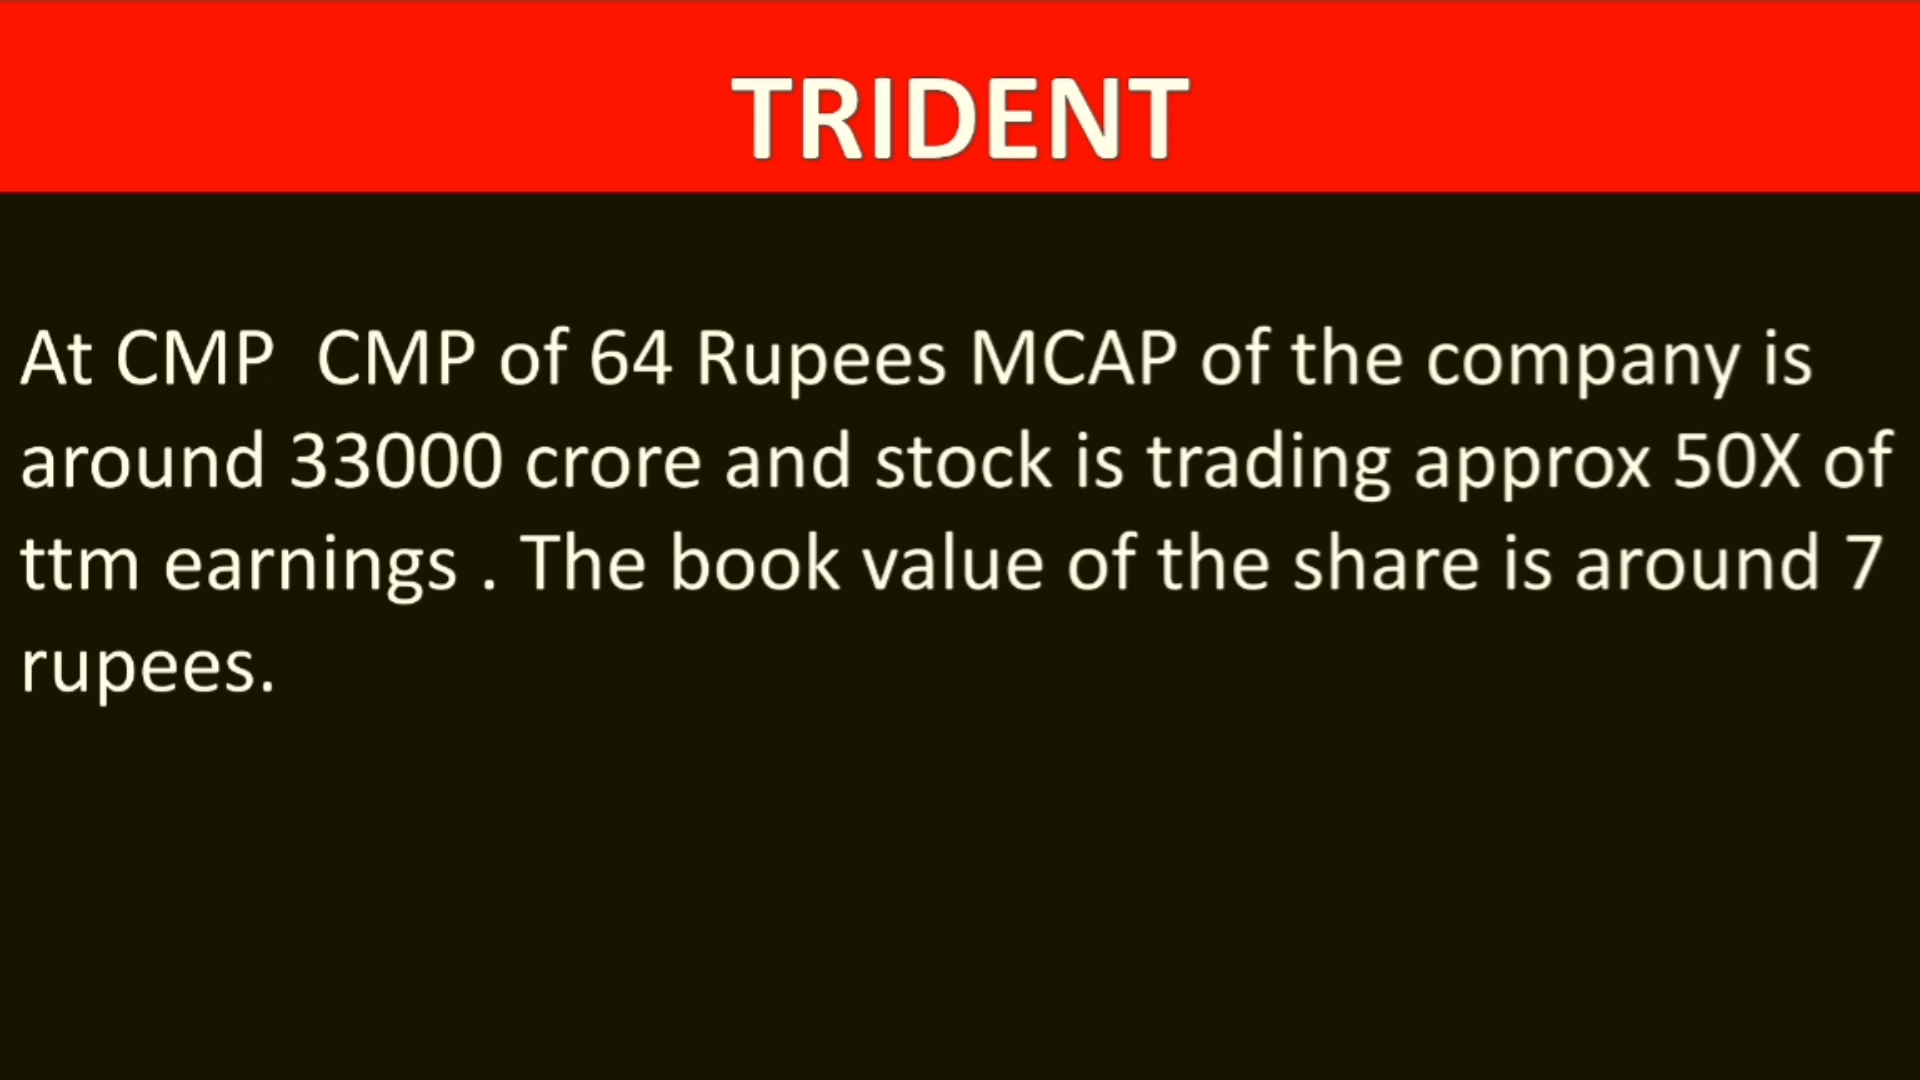 TRIDENT
At CMP  CMP of 64 Rupees MCAP of the company is
around 33000 crore and stock is trading approx 50X of
ttm earnings . The book value of the share is around 7
rupees.